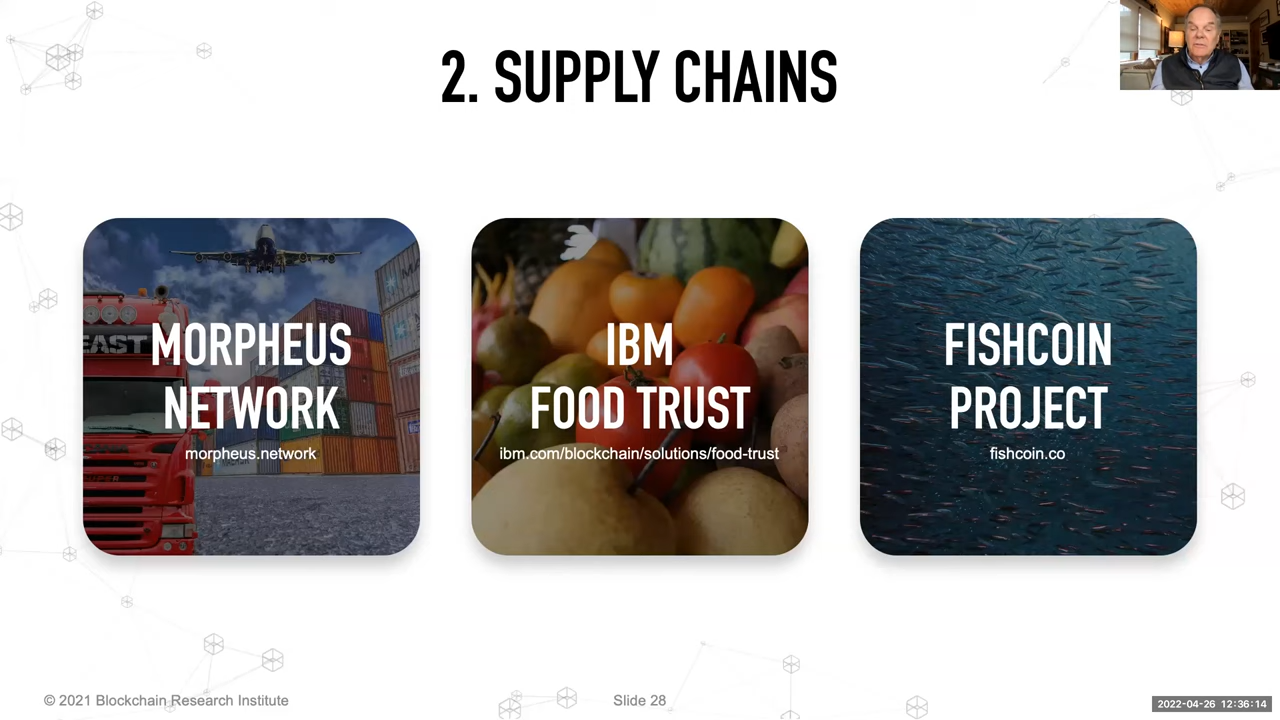 2. SUPPLY CHAINS
EAST
MORPHEUS
NETWORK
morpheus.network
IBM
FOOD TRUST
ibm.com/blockchain/solutions/food-trust
FISHCOIN
PROJECT
fishcoin.co
© 2021 Blockchain Research Institute
Slide 28
2022-04-26 12:36:14